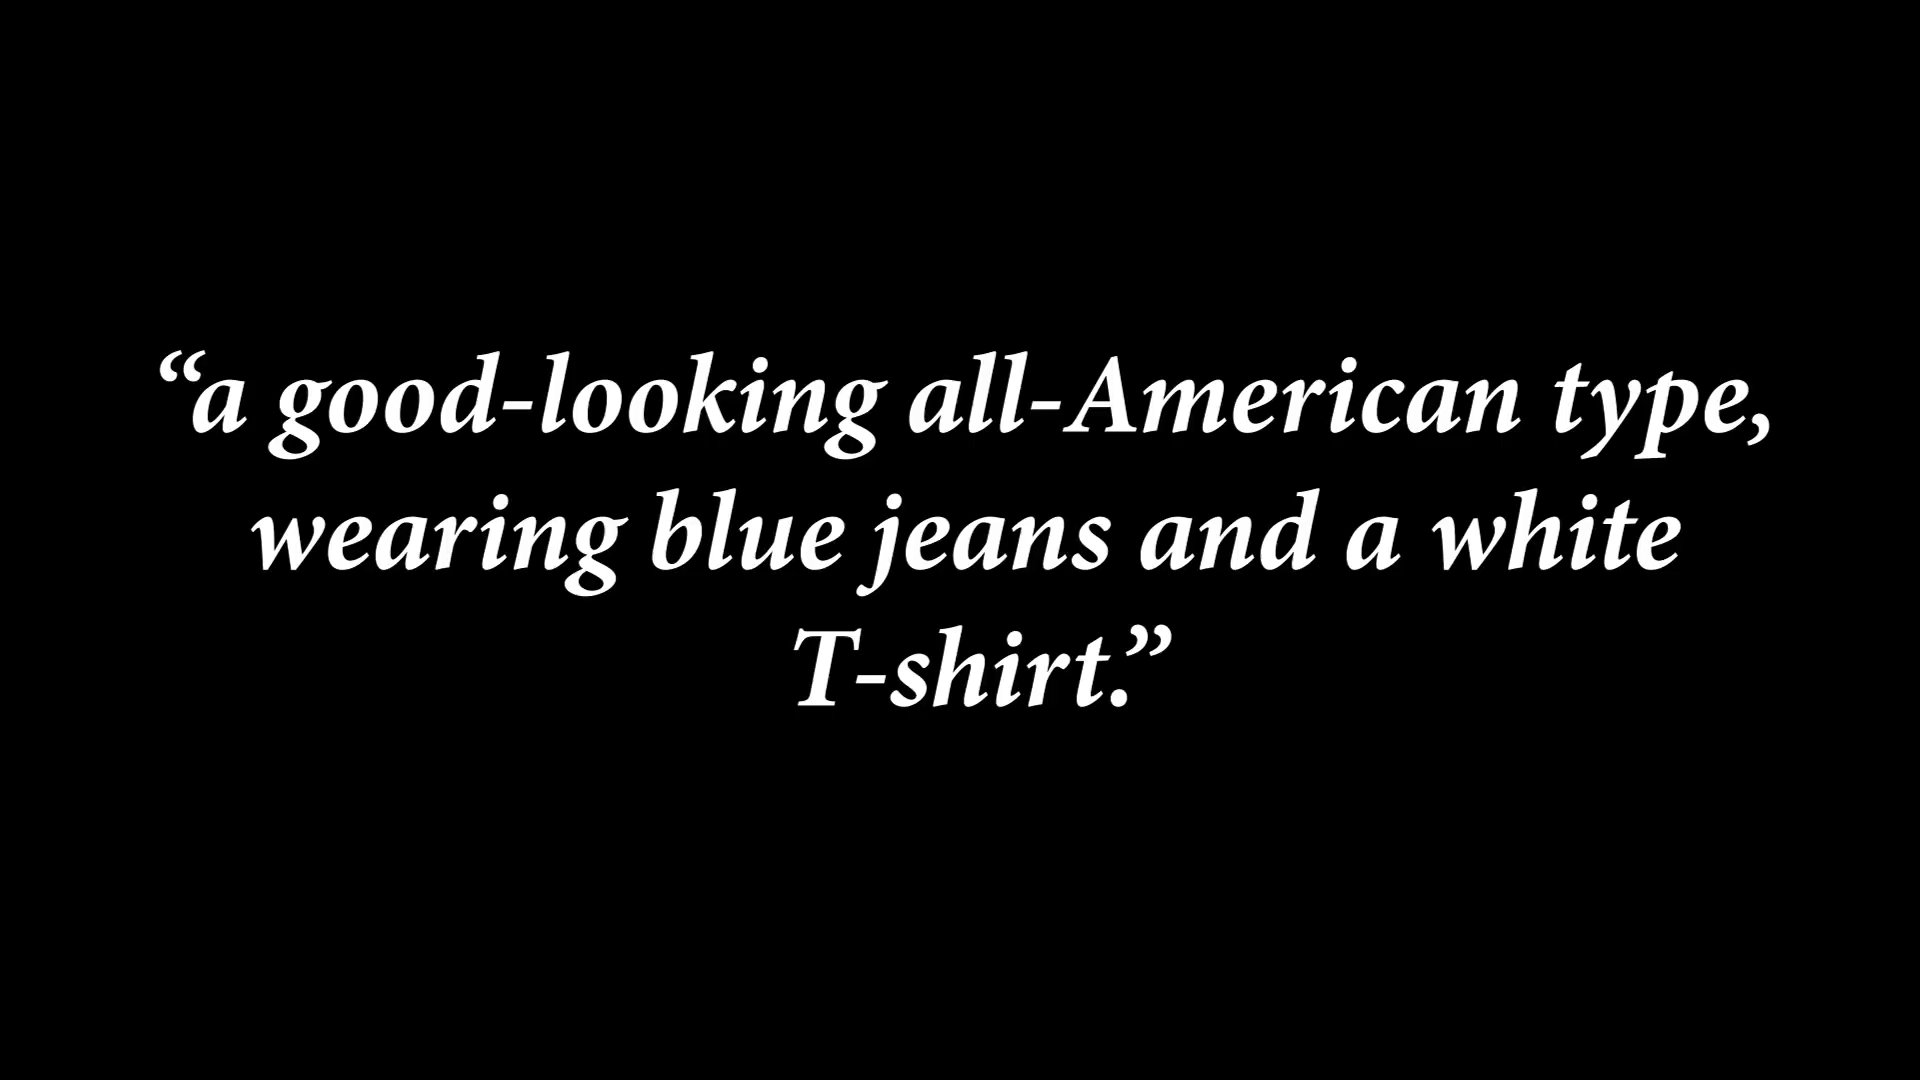 “a good-looking all-American type,
wearing blue jeans and a white
T-shirt.”